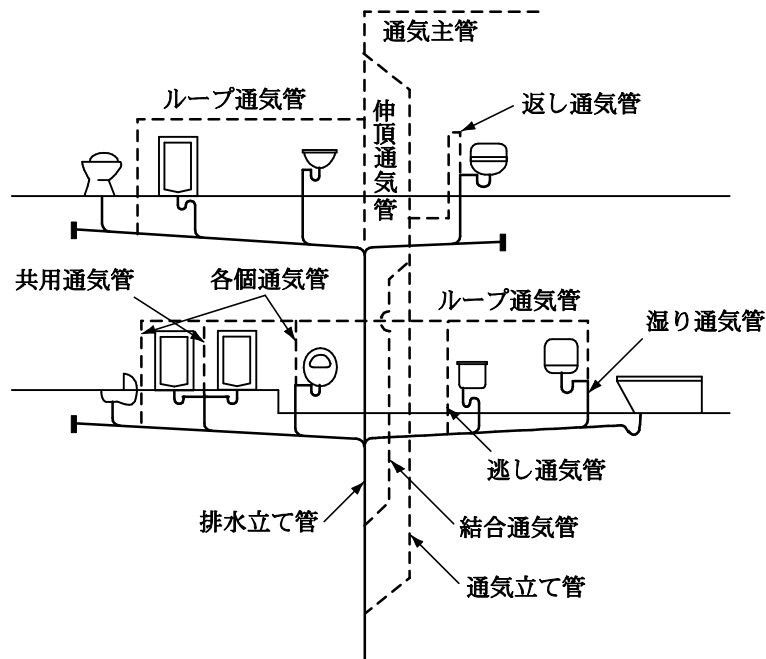 通気主管
ループ通気管
伸頂通気管
返し通気管
共用通気管
各個通気管
ループ通気管
湿り通気管
逃し通気管
排水立て管
結合通気管
通気立て管